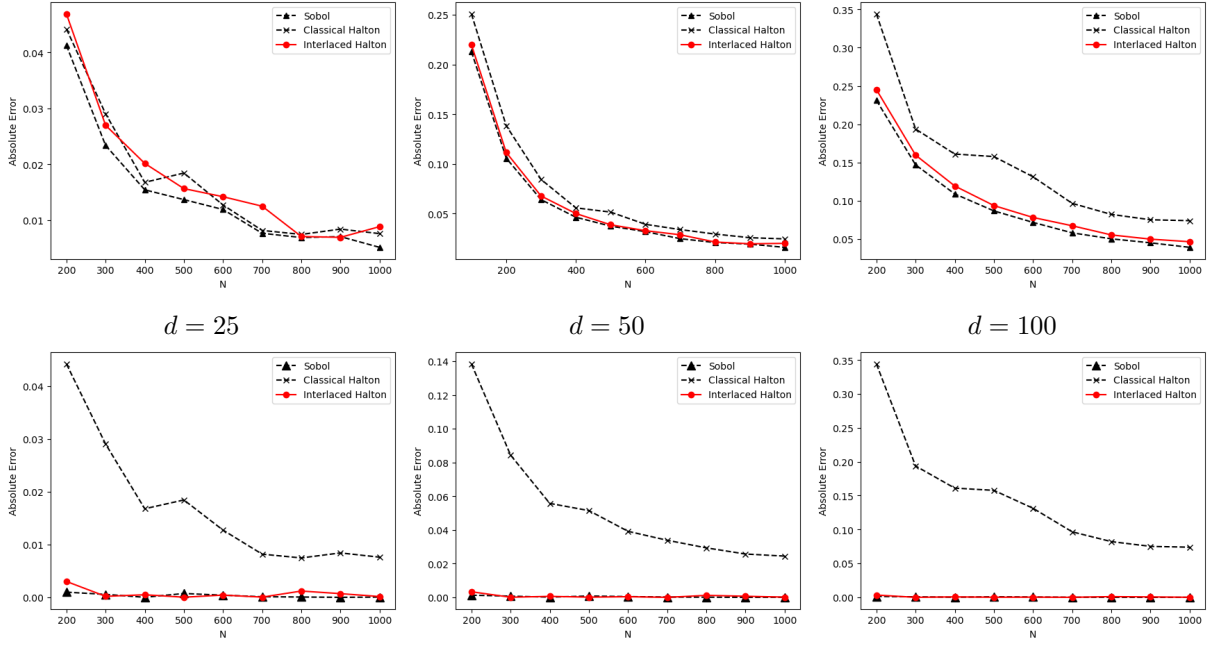 Sobol
Classical Halton
Interlaced Halton
Absolute Error
0.04
0.03
0.02
0.01
200 300 400 500 600 700 800 900 1000
N
Sobol
Classical Halton
Interlaced Halton
Absolute Error
0.25
0.20
0.15
0.10
0.05
200 400 600 800 1000
N
Sobol
Classical Halton
Interlaced Halton
Absolute Error
0.35
0.30
0.25
0.20
0.15
0.10
0.05
200 300 400 500 600 700 800 900 1000
N
d = 25
d = 50
d = 100
Sobol
Classical Halton
Interlaced Halton
Absolute Error
0.04
0.03
0.02
0.01
0.00
200 300 400 500 600 700 800 900 1000
N
Sobol
Classical Halton
Interlaced Halton
Absolute Error
0.14
0.12
0.10
0.08
0.06
0.04
0.02
0.00
200 300 400 500 600 700 800 900 1000
N
Sobol
Classical Halton
Interlaced Halton
Absolute Error
0.35
0.30
0.25
0.20
0.15
0.10
0.05
0.00
200 300 400 500 600 700 800 900 1000
N